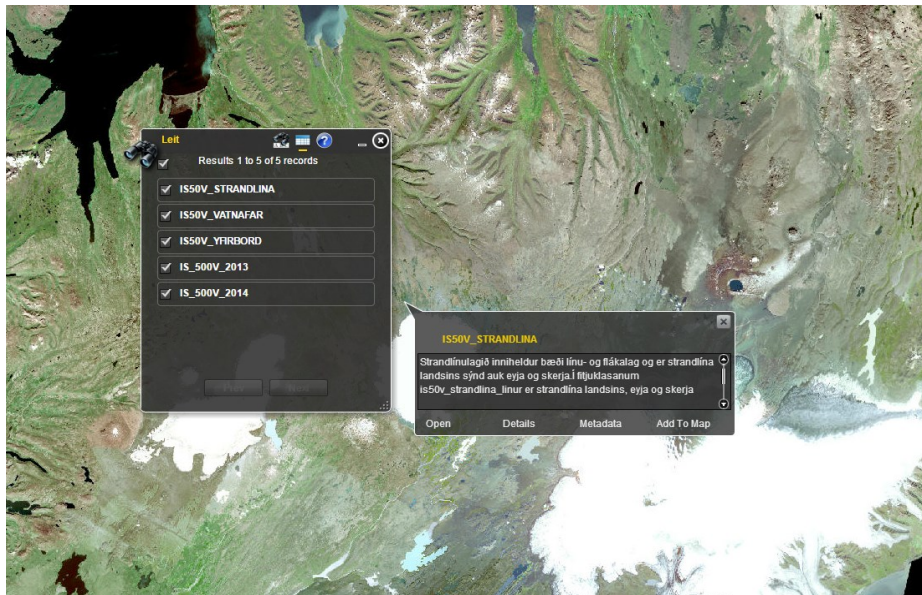 Leit
Results 1 to 5 of 5 records
IS50V_STRANDLINA
IS50V_VATNAFAR
IS50V_YFIRBORD
IS_500V_2013
IS_500V_2014
IS50V_STRANDLINA
Strandlínulagið inniheldur bæði línu- og flákalag og er strandlína
landsins sýnd auk eyja og skerja.Í fitjuklasanum
is50v_strandlina_linur er strandlína landsins, eyja og skerja
Open Details Metadata Add To Map